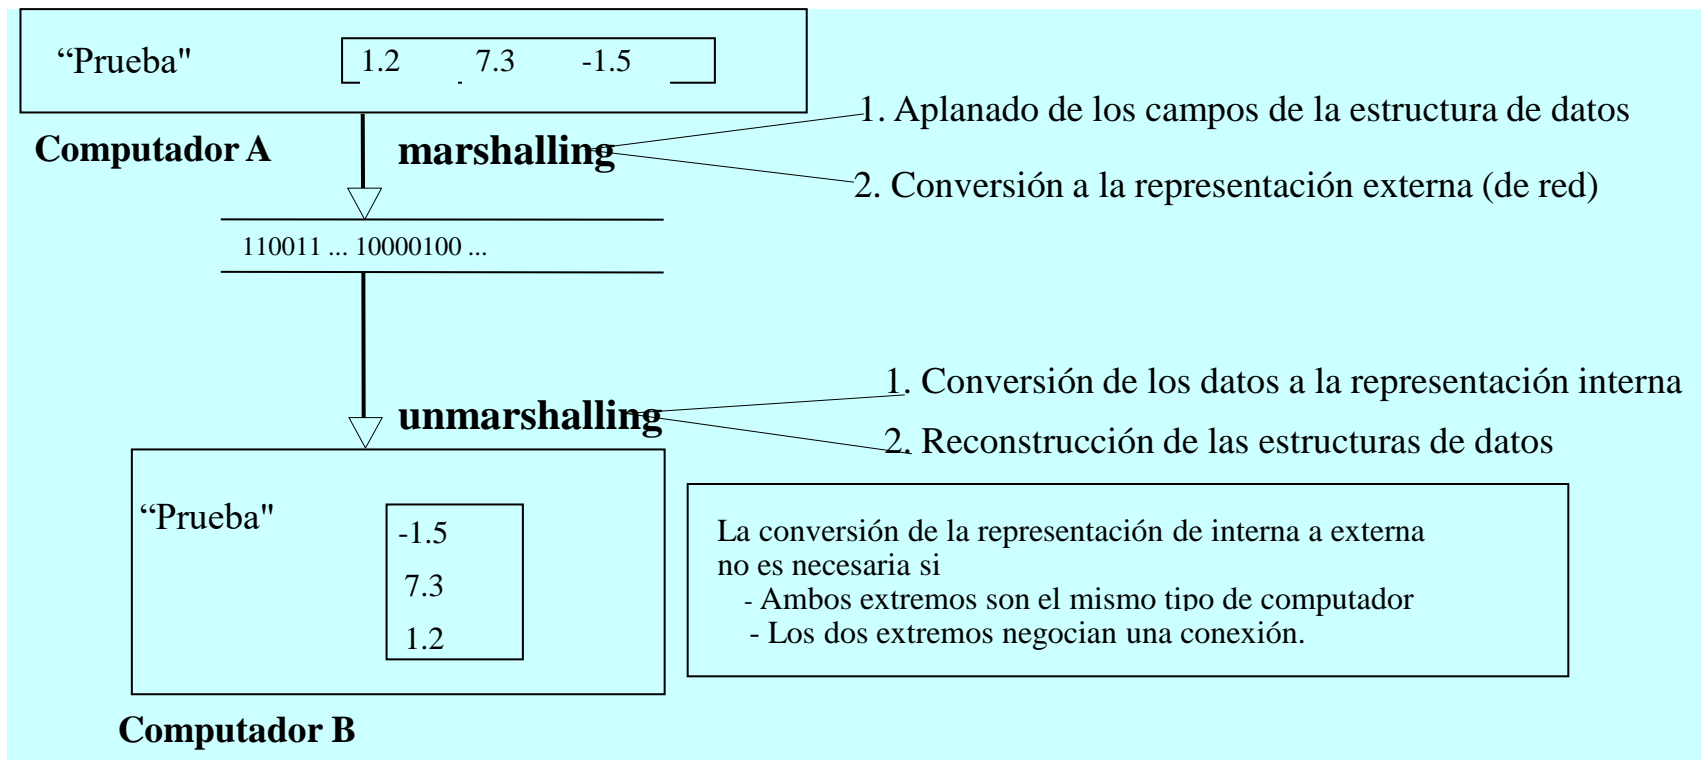 “Prueba"
1.2 7.3 -1.5
Computador A
marshalling
1. Aplanado de los campos de la estructura de datos
2. Conversión a la representación externa (de red)
110011 ... 10000100 ...
unmarshalling
1. Conversión de los datos a la representación interna
2. Reconstrucción de las estructuras de datos
“Prueba"
-1.5
7.3
1.2
Computador B
La conversión de la representación de interna a externa
no es necesaria si
- Ambos extremos son el mismo tipo de computador
- Los dos extremos negocian una conexión.